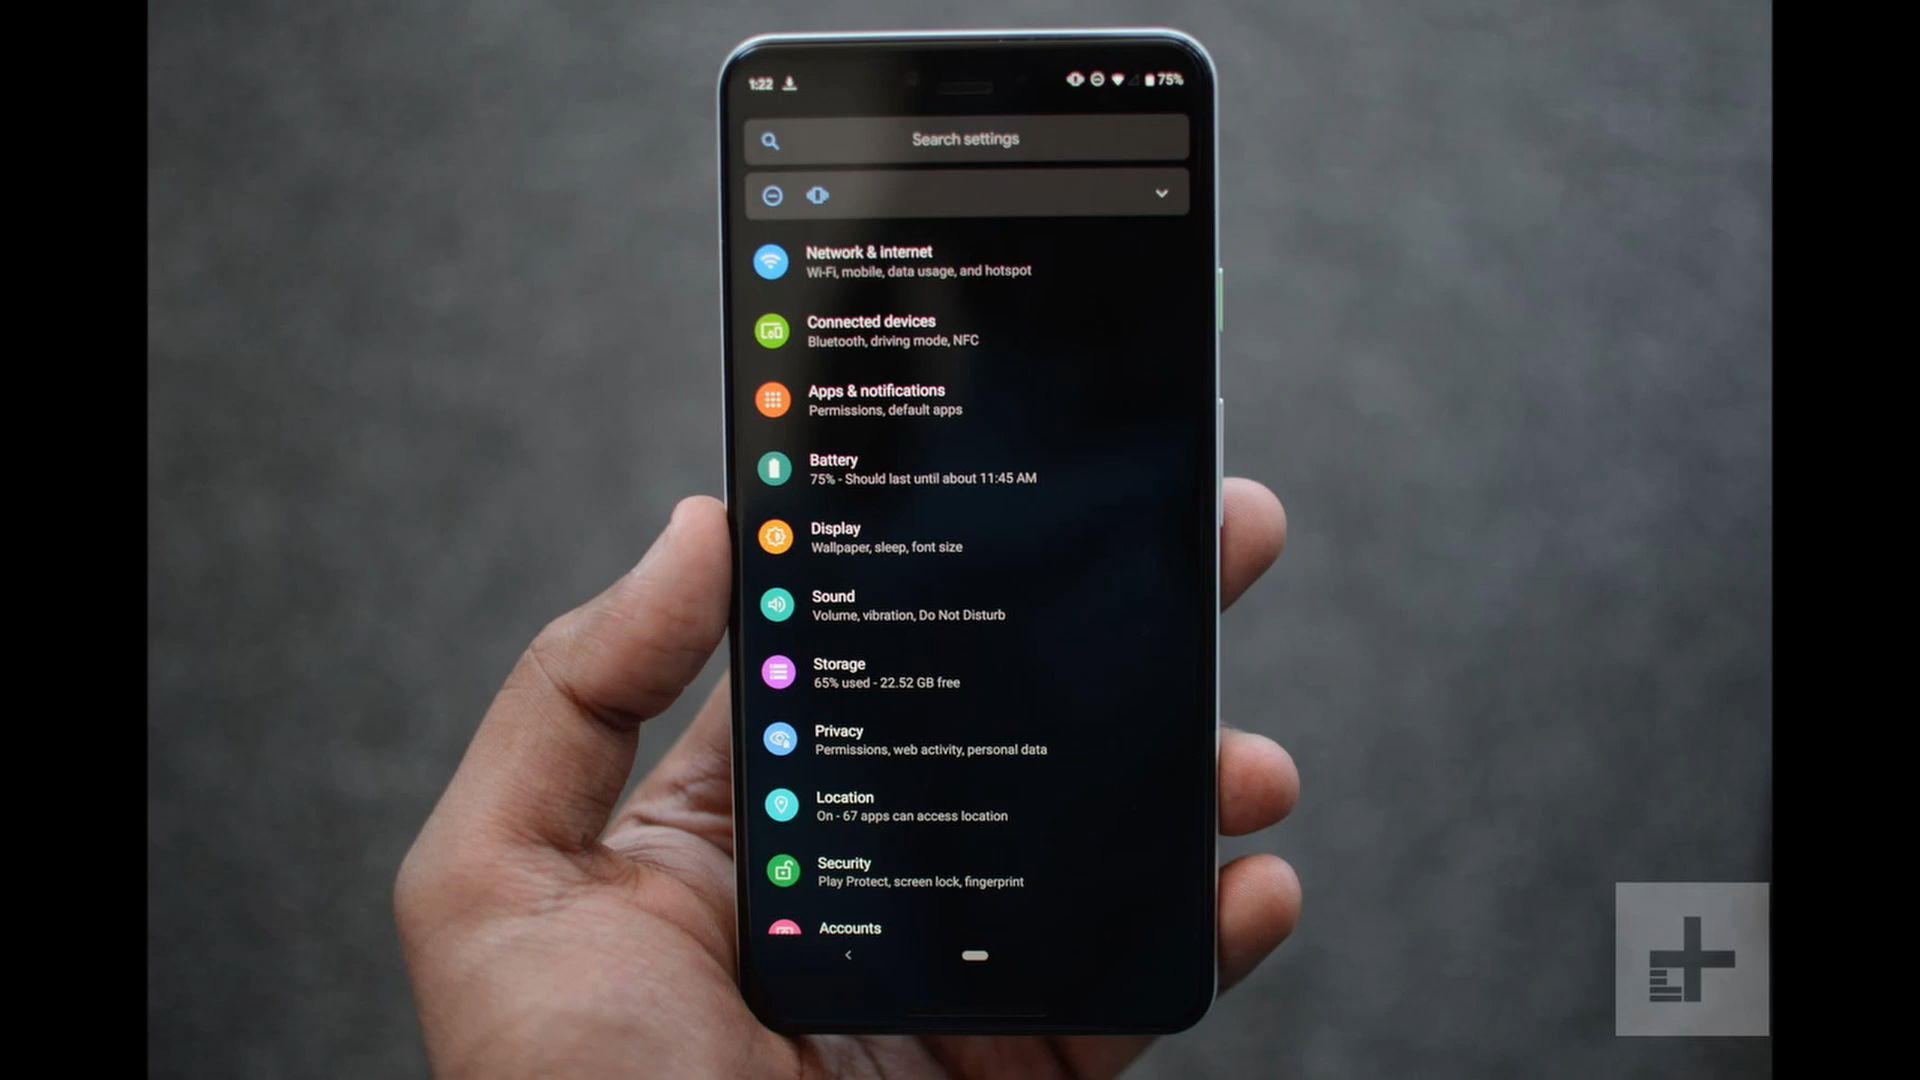 1:22 75%
Search settings
Network & internet
Wi-Fi, mobile, data usage, and hotspot
Connected devices
Bluetooth, driving mode, NFC
Apps & notifications
Permissions, default apps
Battery
75% - Should last until about 11:45 AM
Display
Wallpaper, sleep, font size
Sound
Volume, vibration, Do Not Disturb
Storage
65% used - 22.52 GB free
Privacy
Permissions, web activity, personal data
Location
On - 67 apps can access location
Security
Play Protect, screen lock, fingerprint
Accounts